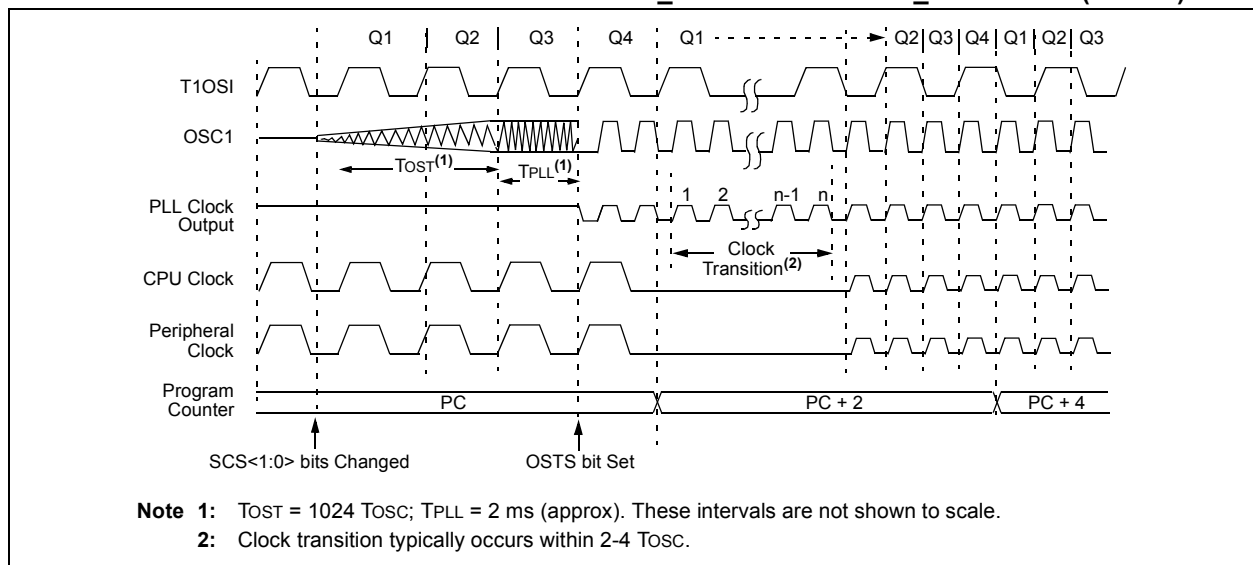 Q1 Q2 Q3 Q4 Q1 Q2 Q3 Q4 Q1 Q2 Q3
T1OSI
OSC1
TOST(1)
TPLL(1)
PLL Clock
Output
1 2 n-1 n
Clock
Transition(2)
CPU Clock
Peripheral
Clock
Program
Counter
PC PC + 2 PC + 4
SCS<1:0> bits Changed
OSTS bit Set
Note 1: TOST = 1024 TOSC; TPLL = 2 ms (approx). These intervals are not shown to scale.
2: Clock transition typically occurs within 2-4 TOSC.